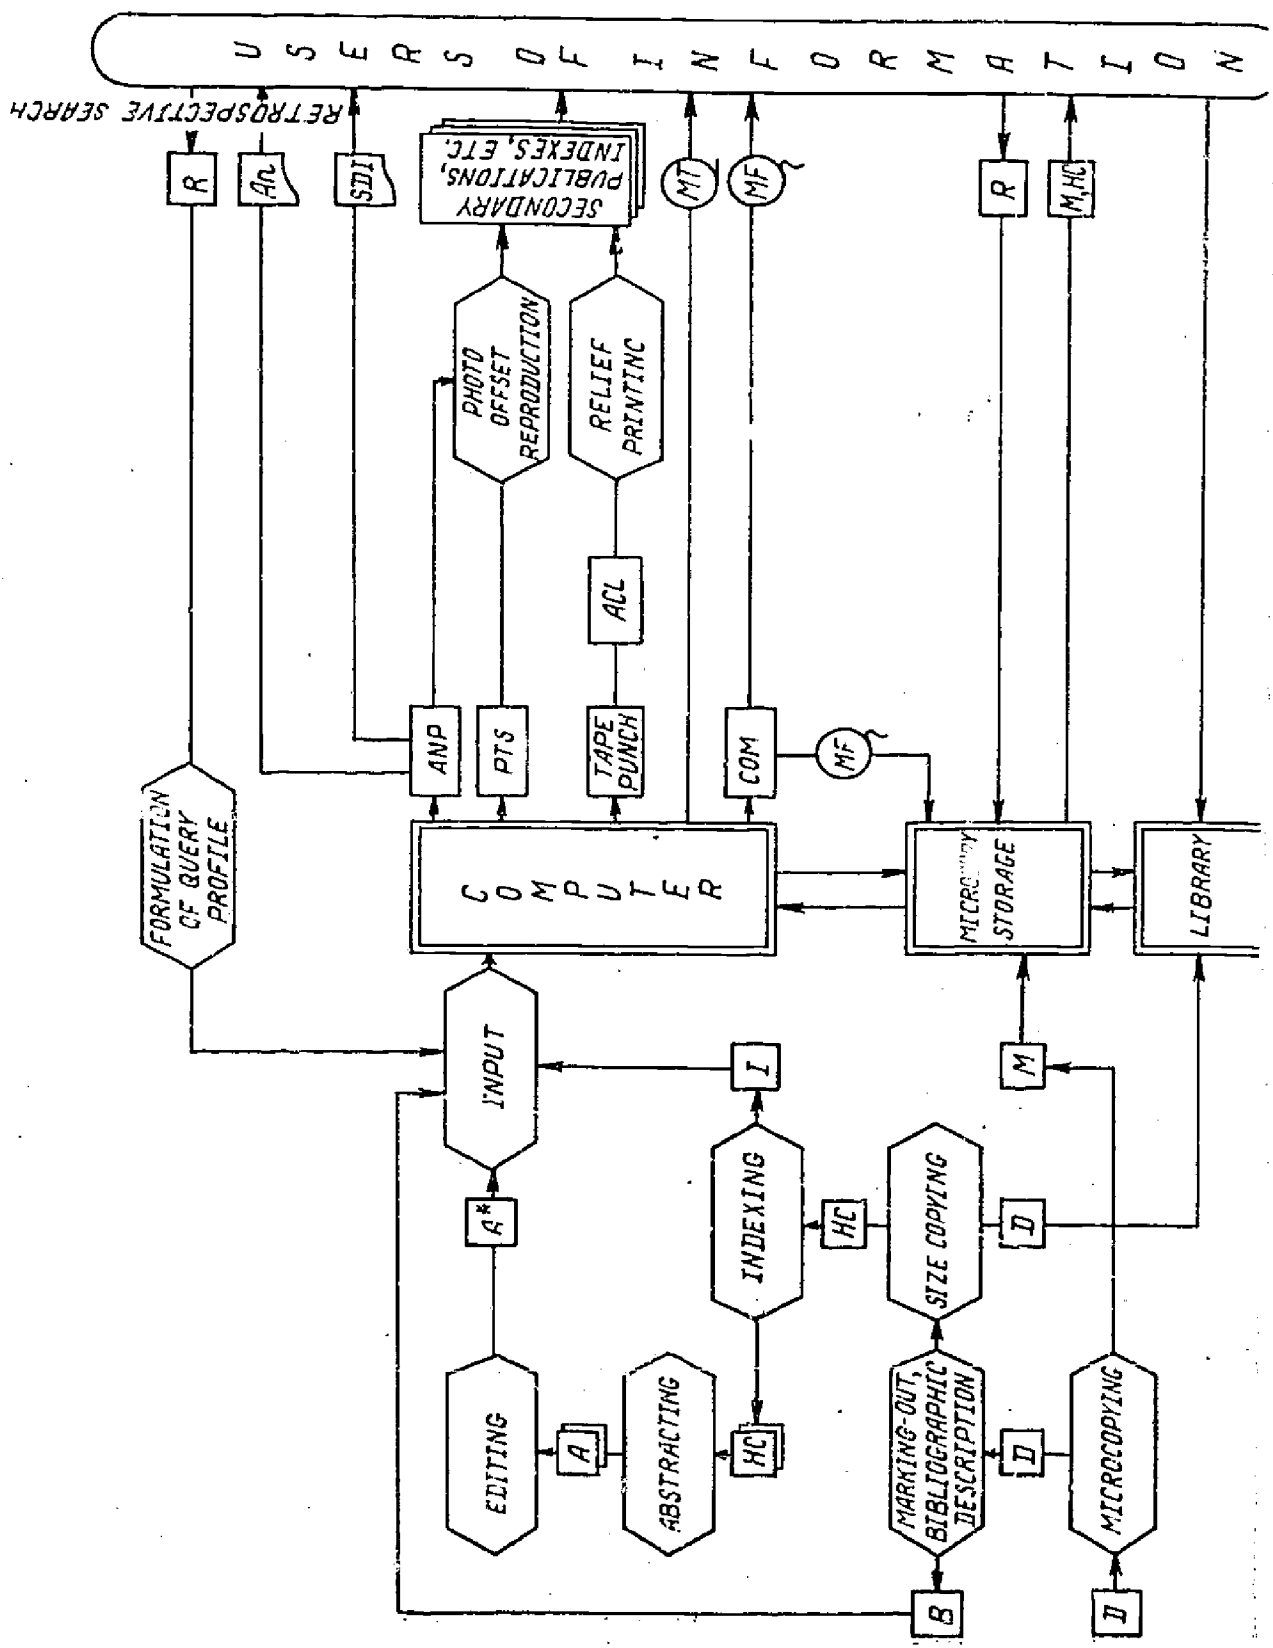 USERS OF INFORMATION
RETROSPECTIVE SEARCH
R
An
SDI
SECONDARY
PUBLICATIONS,
INDEXES, ETC.
MT
MF
R
M,HC
PHOTO
OFFSET
REPRODUCTION
RELIEF
PRINTINC
ACL
ANP
PTS
TAPE
PUNCH
COM
MF
FORMULATION
OF QUERY
PROFILE
COMPUTER
STORAGE
LIBRARY
INPUT
I
M
A*
INDEXING
HC
SIZE COPYING
D
EDITING
A
ABSTRACTING
HC
MARKING-OUT,
BIBLIOGRAPHIC
DESCRIPTION
D
MICROCOPYING
B
D